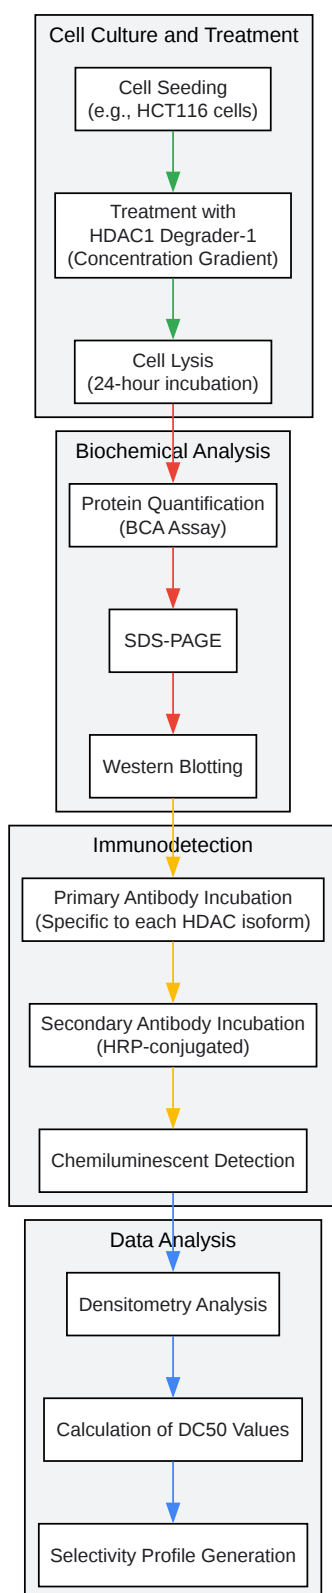 Cell Culture and Treatment
Cell Seeding
(e.g., HCT116 cells)
Treatment with
HDAC1 Degrader-1
(Concentration Gradient)
Cell Lysis
(24-hour incubation)
Biochemical Analysis
Protein Quantification
(BCA Assay)
SDS-PAGE
Western Blotting
Immunodetection
Primary Antibody Incubation
(Specific to each HDAC isoform)
Secondary Antibody Incubation
(HRP-conjugated)
Chemiluminescent Detection
Data Analysis
Densitometry Analysis
Calculation of DC50 Values
Selectivity Profile Generation